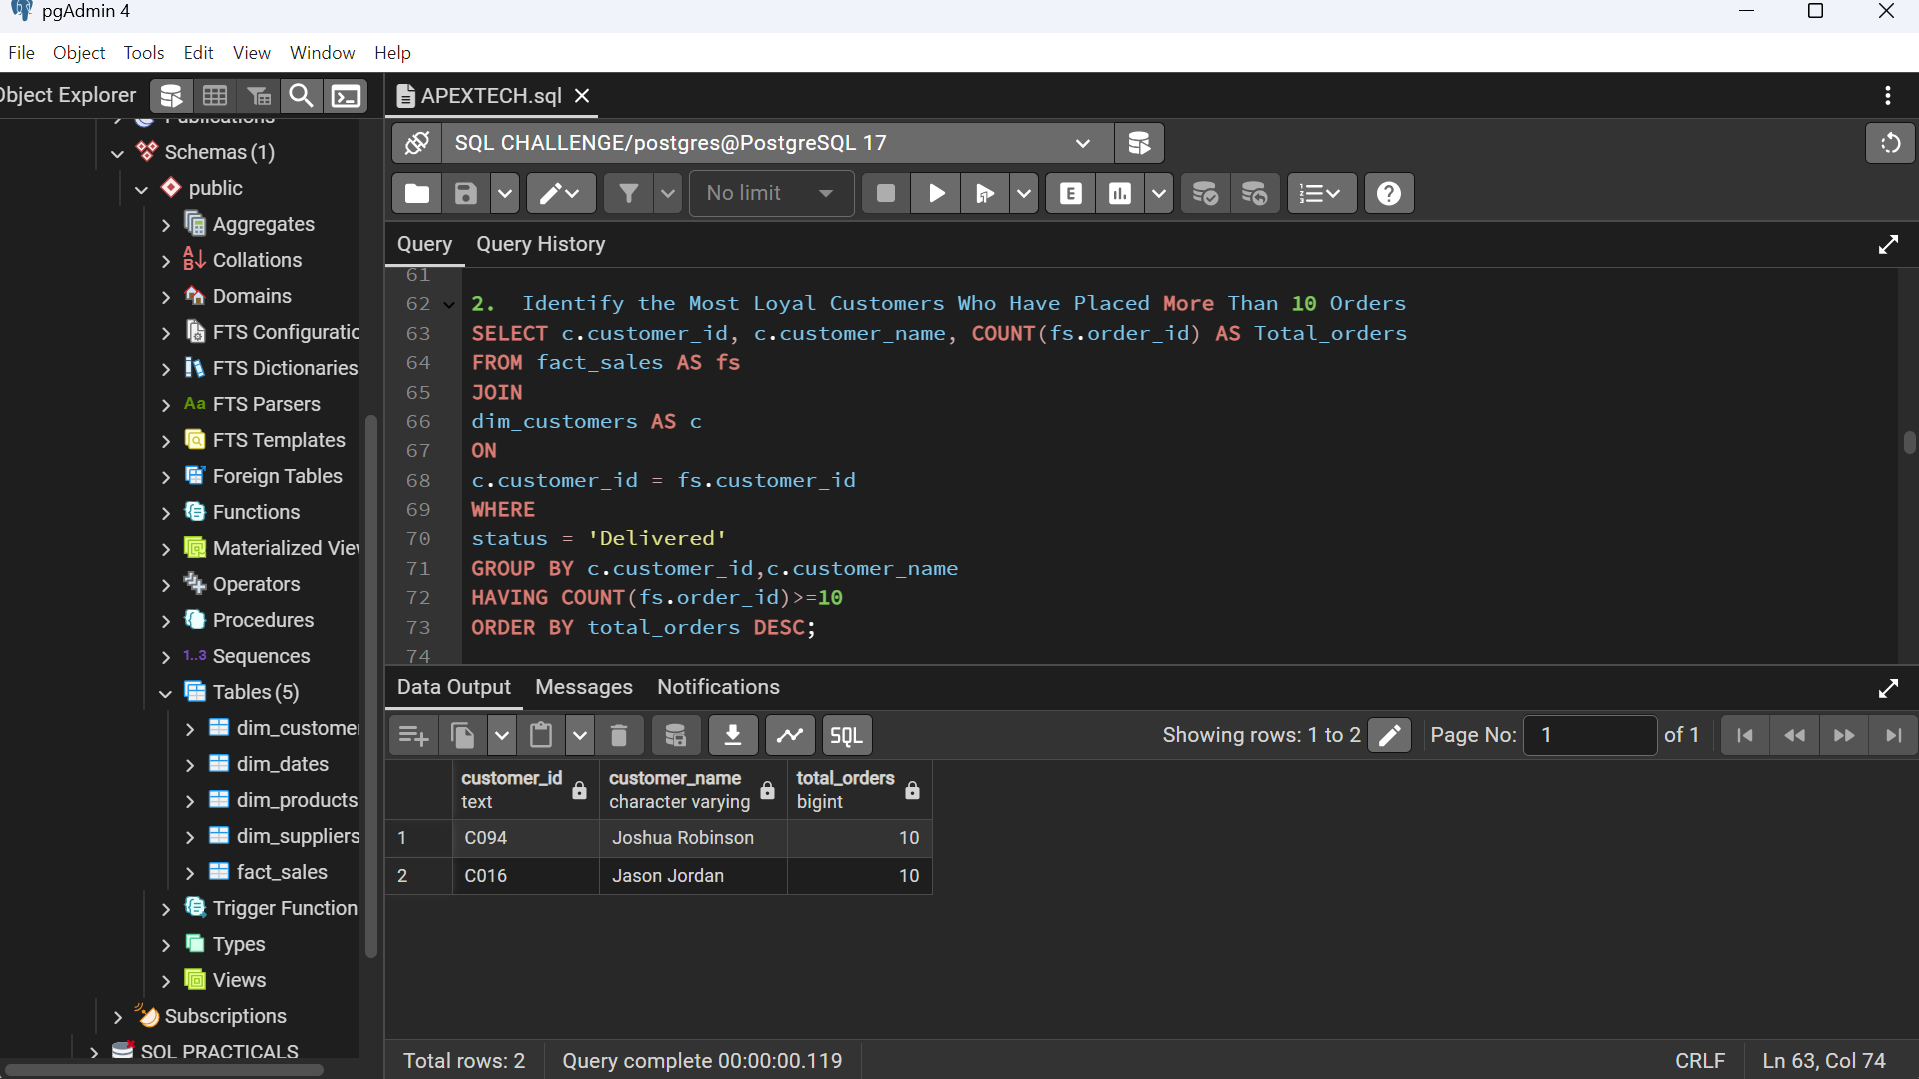 pgAdmin 4
File Object Tools Edit View Window Help
Object Explorer
APEXTECH.sql
SQL CHALLENGE/postgres@PostgreSQL 17
No limit
Query Query History
Publications
Schemas (1)
public
Aggregates
Collations
Domains
FTS Configuratic
FTS Dictionaries
Aa FTS Parsers
FTS Templates
Foreign Tables
Functions
Materialized Vie
Operators
Procedures
1..3 Sequences
Tables (5)
dim_custome
dim_dates
dim_products
dim_suppliers
fact_sales
Trigger Function
Types
Views
Subscriptions
SQL PRACTICALS
61
62 2. Identify the Most Loyal Customers Who Have Placed More Than 10 Orders
63 SELECT c.customer_id, c.customer_name, COUNT(fs.order_id) AS Total_orders
64 FROM fact_sales AS fs
65 JOIN
66 dim_customers AS c
67 ON
68 c.customer_id = fs.customer_id
69 WHERE
70 status = 'Delivered'
71 GROUP BY c.customer_id,c.customer_name
72 HAVING COUNT(fs.order_id)>=10
73 ORDER BY total_orders DESC;
74
Data Output Messages Notifications
SQL
Showing rows: 1 to 2 Page No: 1 of 1
customer_id customer_name total_orders
text character varying bigint
1 C094 Joshua Robinson 10
2 C016 Jason Jordan 10
Total rows: 2 Query complete 00:00:00.119 CRLF Ln 63, Col 74